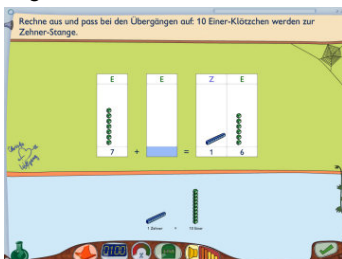 Rechne aus und pass bei den Übergängen auf: 10 Einer-Klötzchen werden zur
Zehner-Stange.
E E Z E
7 + = 1 6
1 Zehner = 10 Einer